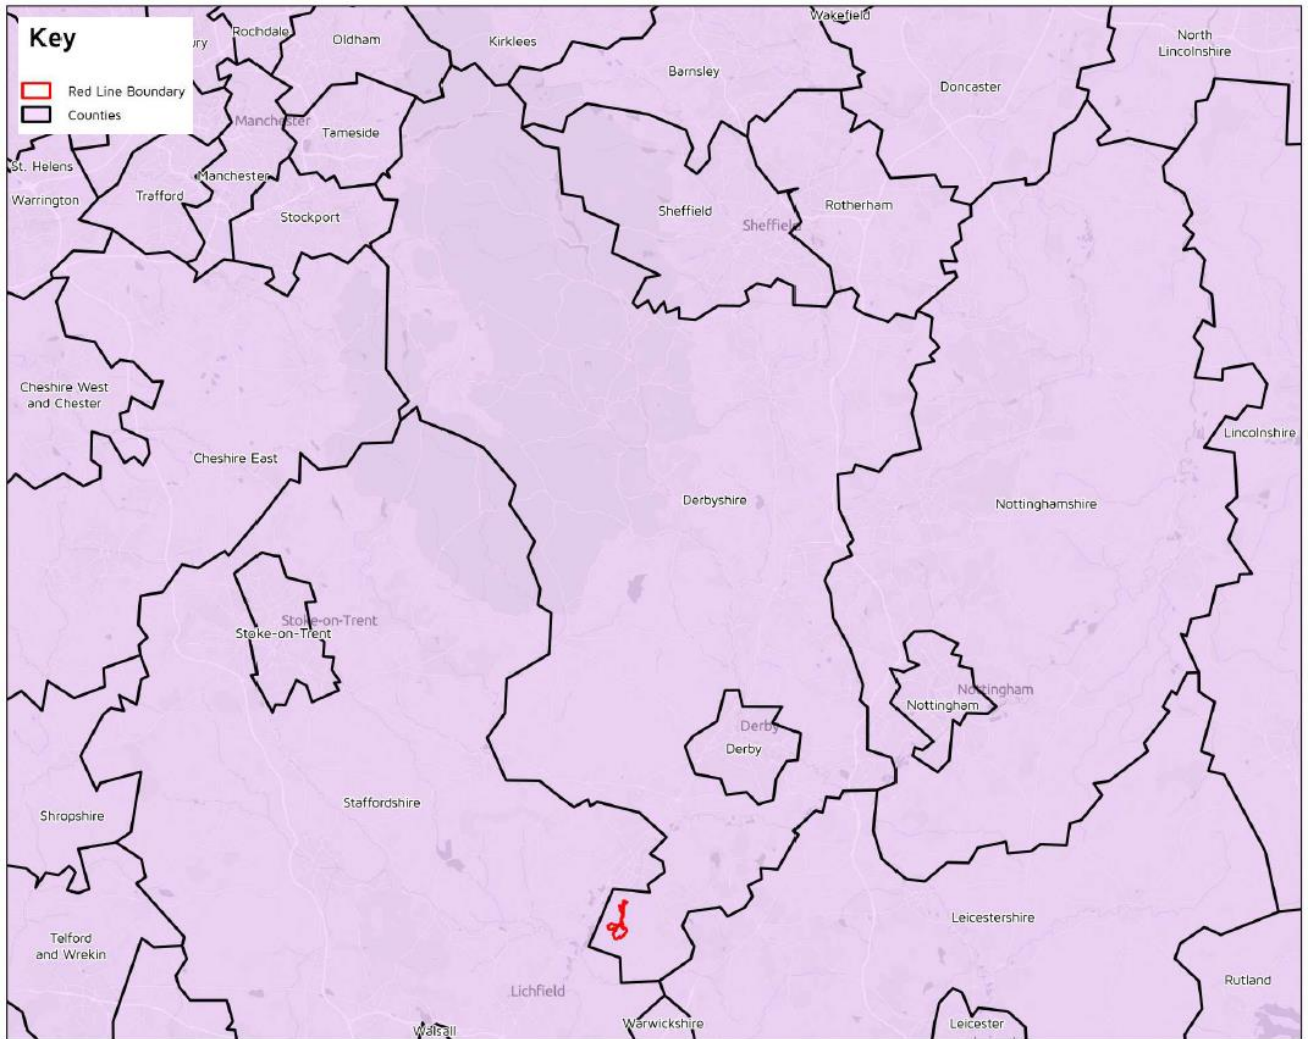 Key
Red Line Boundary
Counties
ury
Rochdale
Oldham
Kirklees
Wakefield
North
Lincolnshire
Barnsley
Doncaster
Manchester
Tameside
St. Helens
Manchester
Warrington
Trafford
Stockport
Sheffield
Sheffield
Rotherham
Cheshire West
and Chester
Lincolnshire
Cheshire East
Derbyshire
Nottinghamshire
Stoke-on-Trent
Stoke-on-Trent
Nottingham
Nottingham
Derby
Derby
Staffordshire
Shropshire
Leicestershire
Telford
and Wrekin
Rutland
Lichfield
Walsall
Warwickshire
Leicester